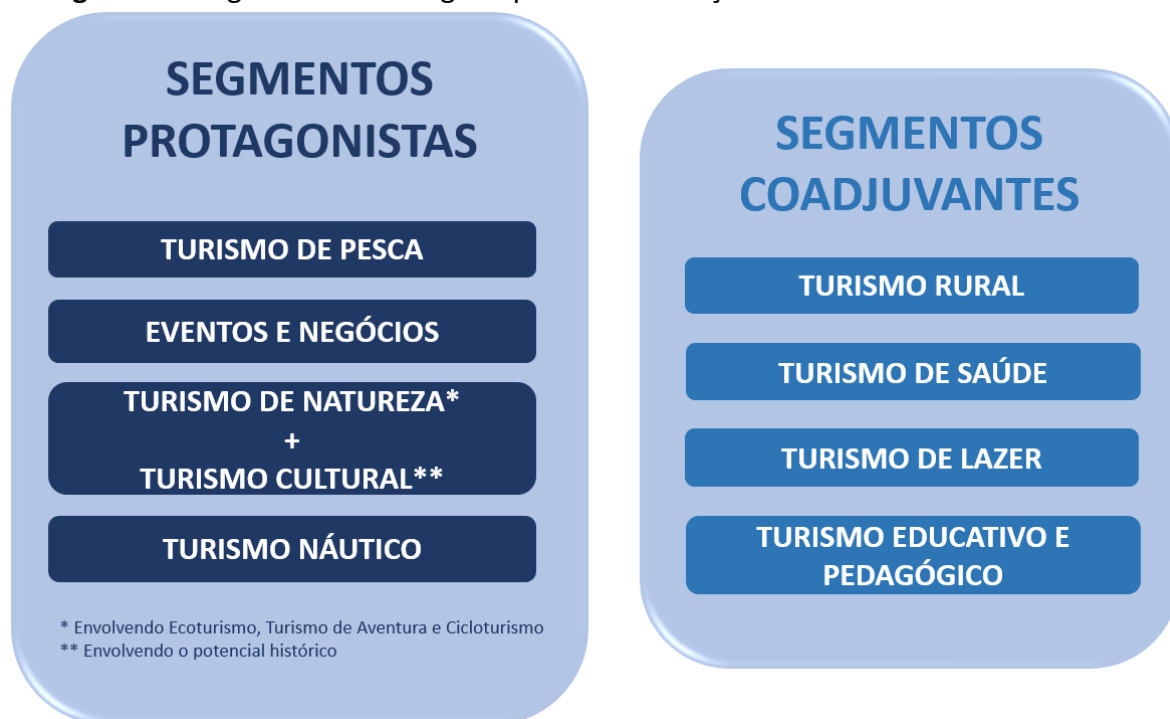 SEGMENTOS
PROTAGONISTAS
TURISMO DE PESCA
EVENTOS E NEGÓCIOS
TURISMO DE NATUREZA*
+
TURISMO CULTURAL**
TURISMO NÁUTICO
* Envolvendo Ecoturismo, Turismo de Aventura e Cicloturismo
** Envolvendo o potencial histórico
SEGMENTOS
COADJUVANTES
TURISMO RURAL
TURISMO DE SAÚDE
TURISMO DE LAZER
TURISMO EDUCATIVO E
PEDAGÓGICO